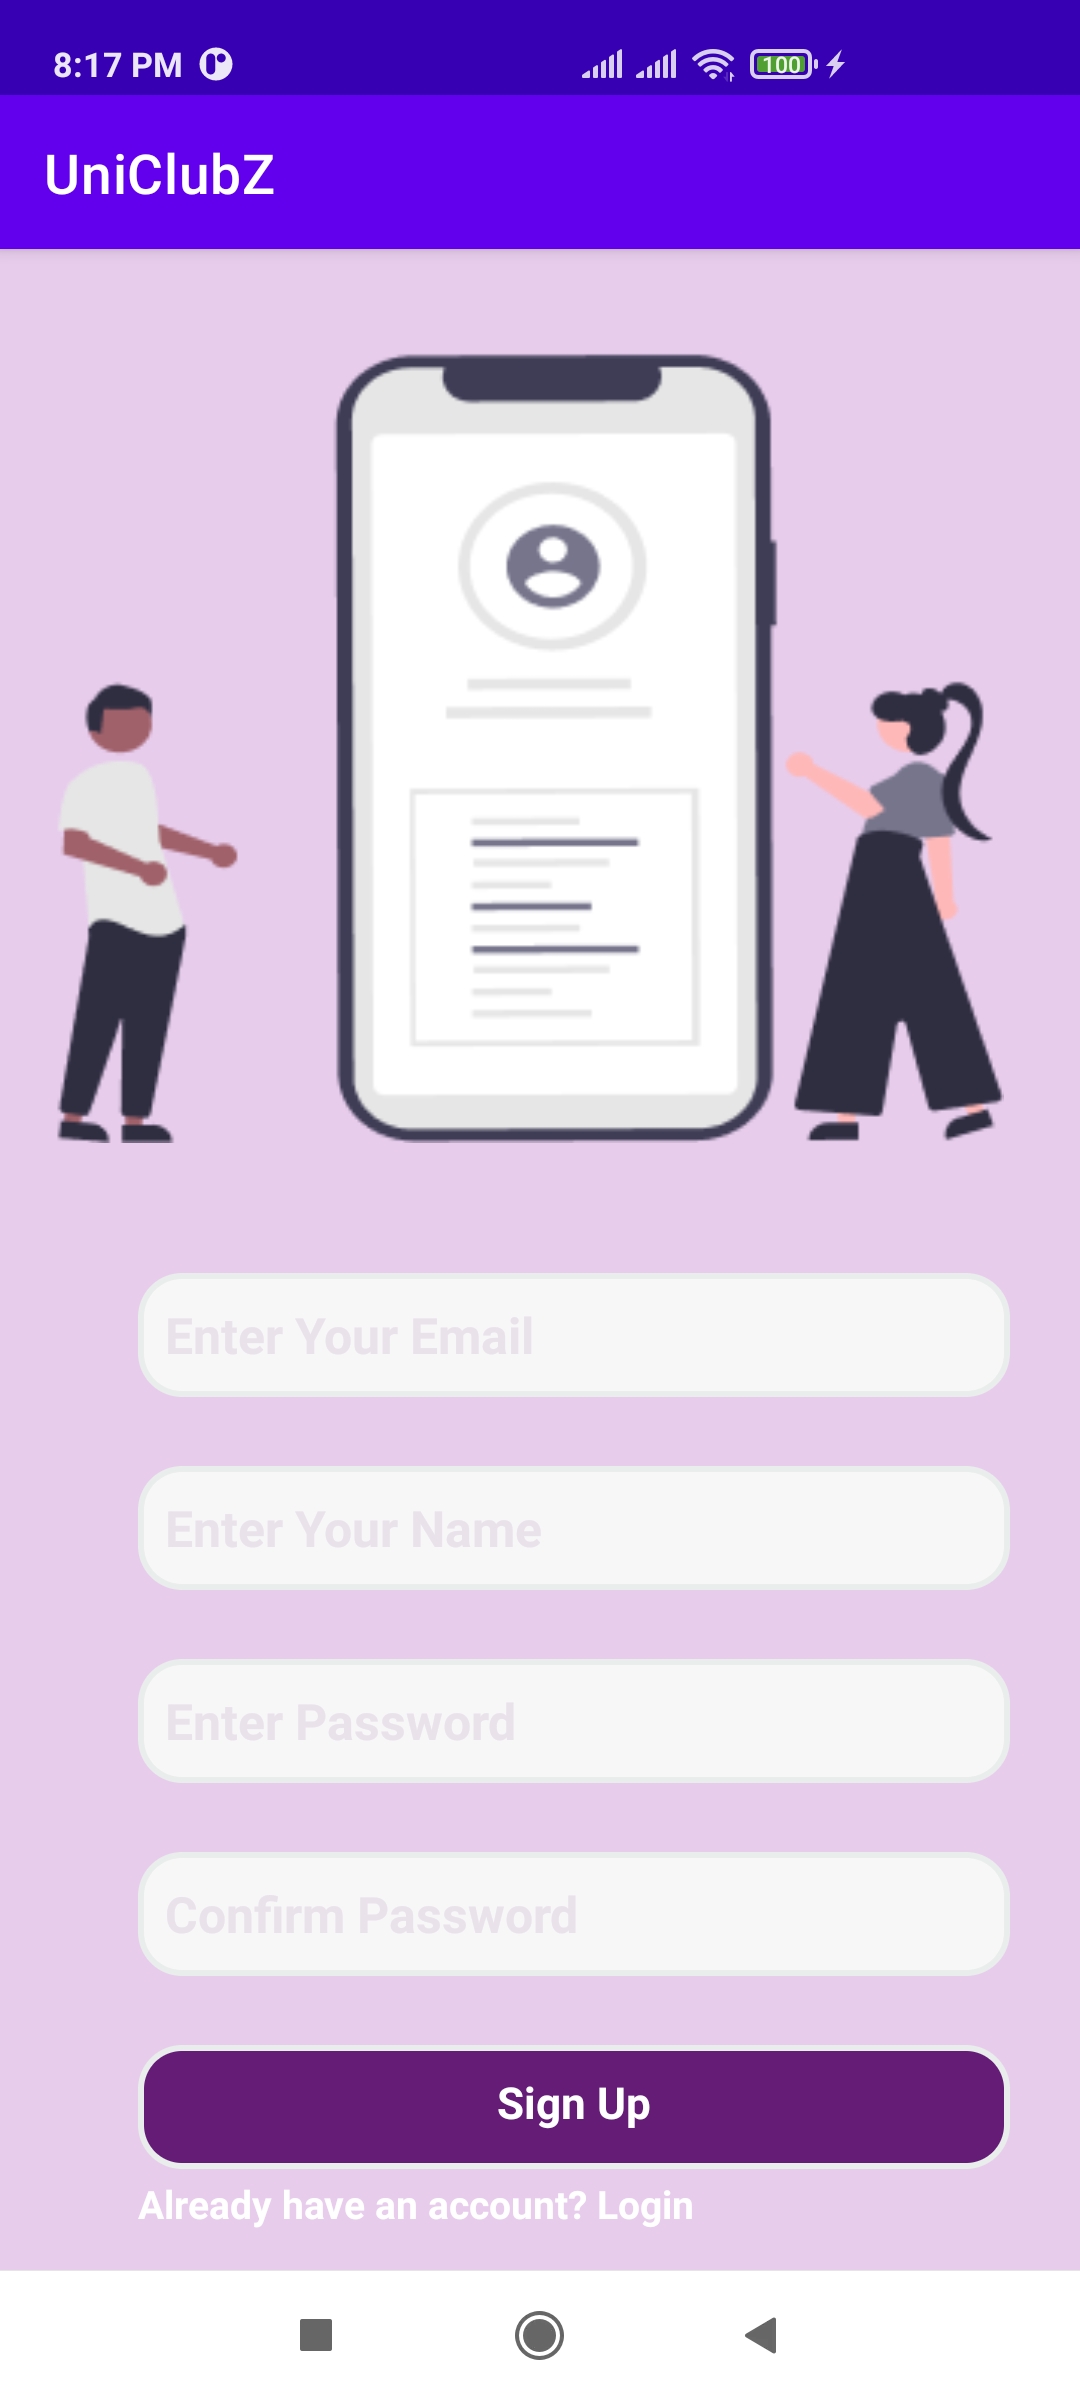 8:17 PM
100
UniClubZ
Enter Your Email
Enter Your Name
Enter Password
Confirm Password
Sign Up
Already have an account? Login